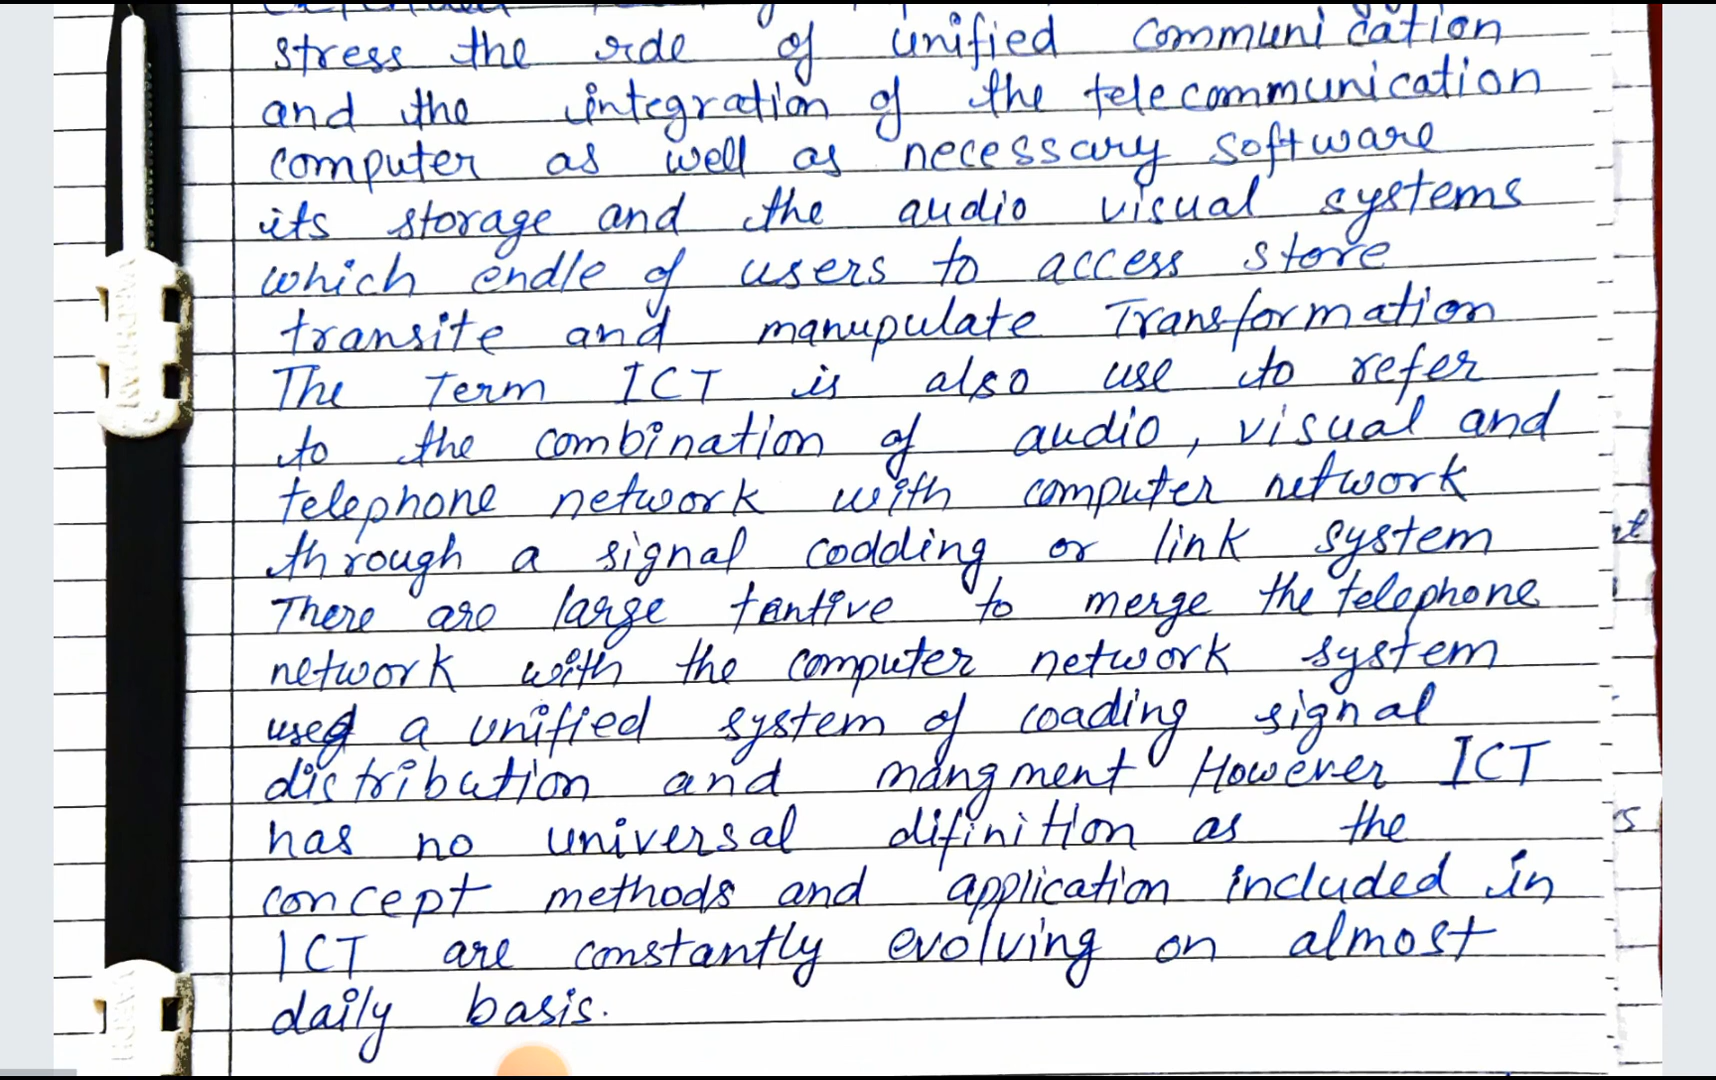 stress the role of unified communication
and the integration of the telecommunication
computer as well as necessary software
its storage and the audio visual systems
which endle of users to access store
transite and manupulate Transformation
The Term ICT is also use to refer
to the combination of audio, visual and
telephone network with computer network
through a signal codding or link system
There are large tentive to merge the telephone
network with the computer network system
used a unified system of coading signal
distribution and mangment However ICT
has no universal difinition as the
concept methods and application included in
ICT are constantly evolving on almost
daily basis.